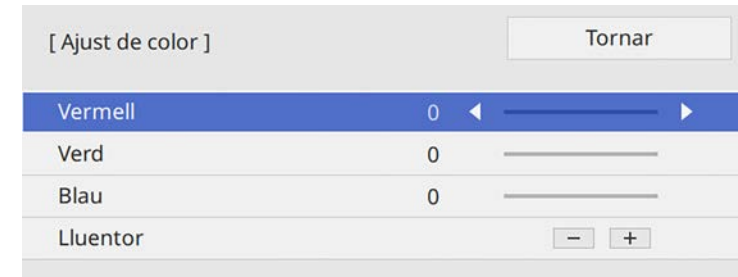 [ Ajust de color ]
Tornar
Vermell 0
Verd 0
Blau 0
Lluentor − +